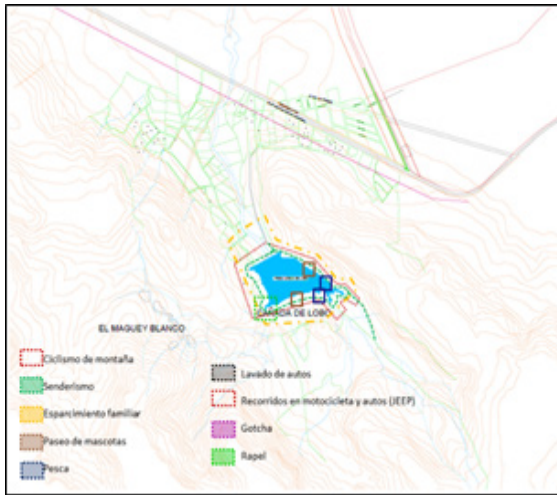 CAÑADA DE LOBO
EL MAGUEY BLANCO
Ciclismo de montaña
Senderismo
Esparcimiento familiar
Paseo de mascotas
Pesca
Lavado de autos
Recorridos en motocicleta y autos (JEEP)
Gotcha
Rapel